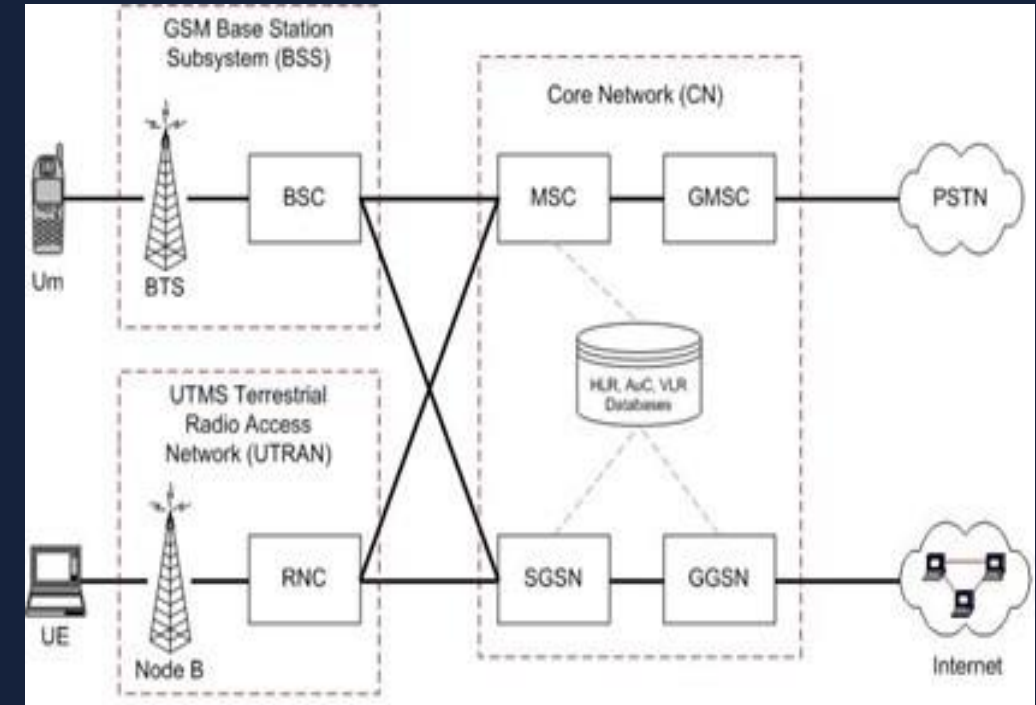 GSM Base Station
Subsystem (BSS)
Core Network (CN)
BSC
MSC
GMSC
PSTN
Um
BTS
HLR, AuC, VLR
Databases
UTMS Terrestrial
Radio Access
Network (UTRAN)
RNC
SGSN
GGSN
UE
Node B
Internet